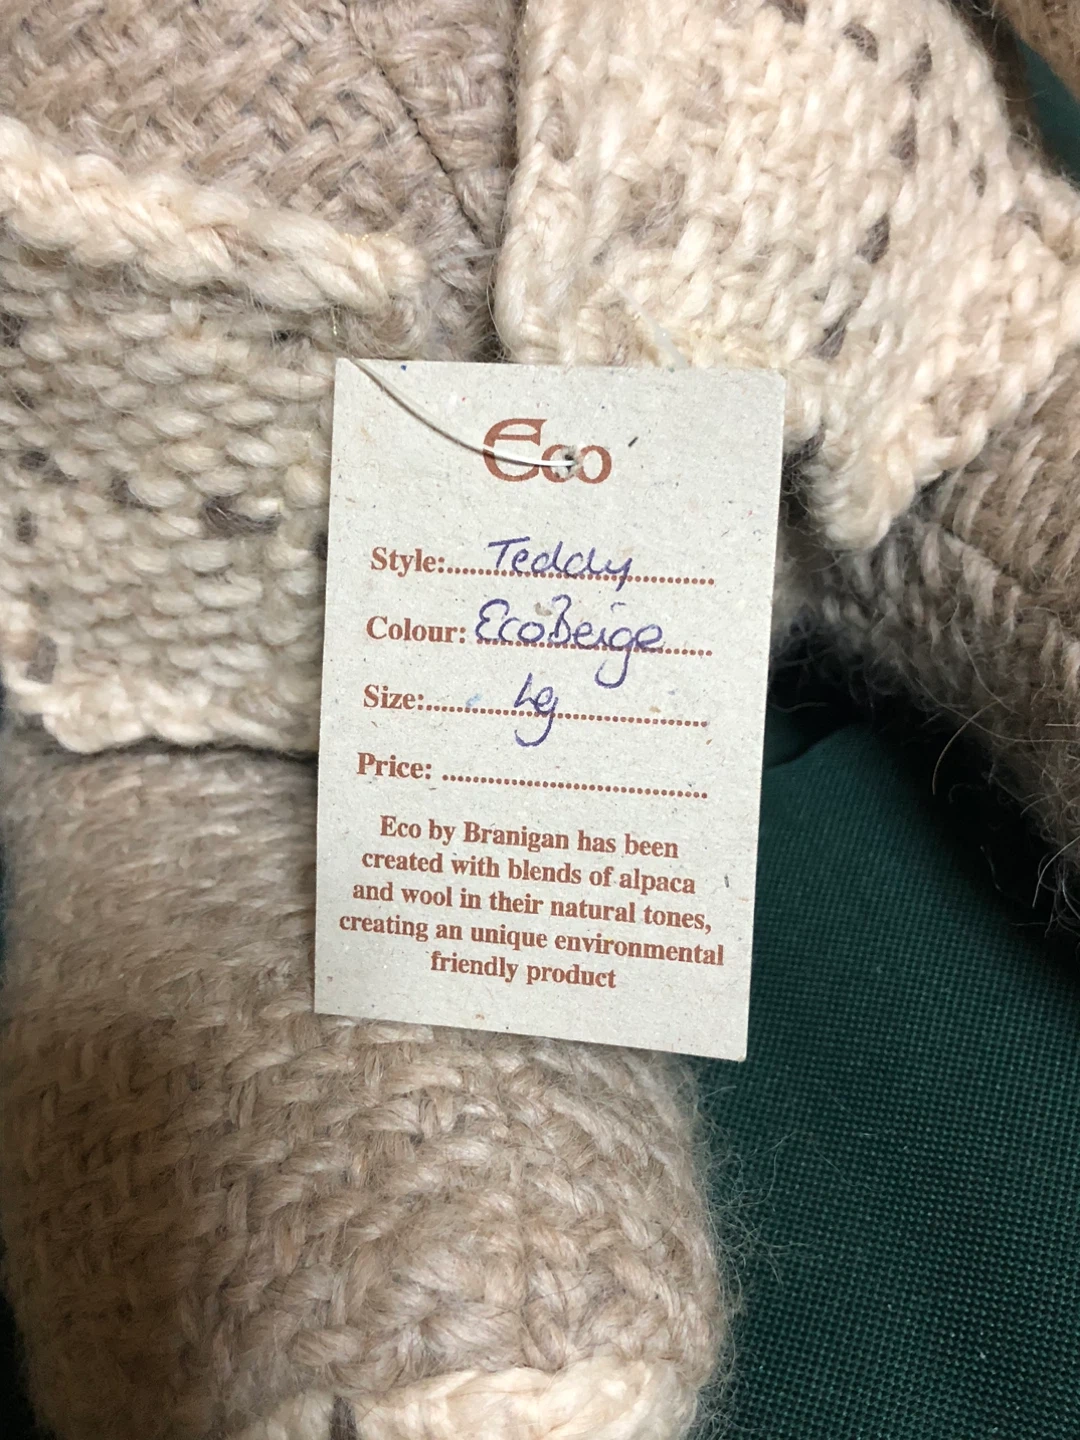 Eco
Style:.....Teddy..............
Colour: EcoBeige.......
Size:............Lg....................
Price: ...................................
Eco by Branigan has been
created with blends of alpaca
and wool in their natural tones,
creating an unique environmental
friendly product